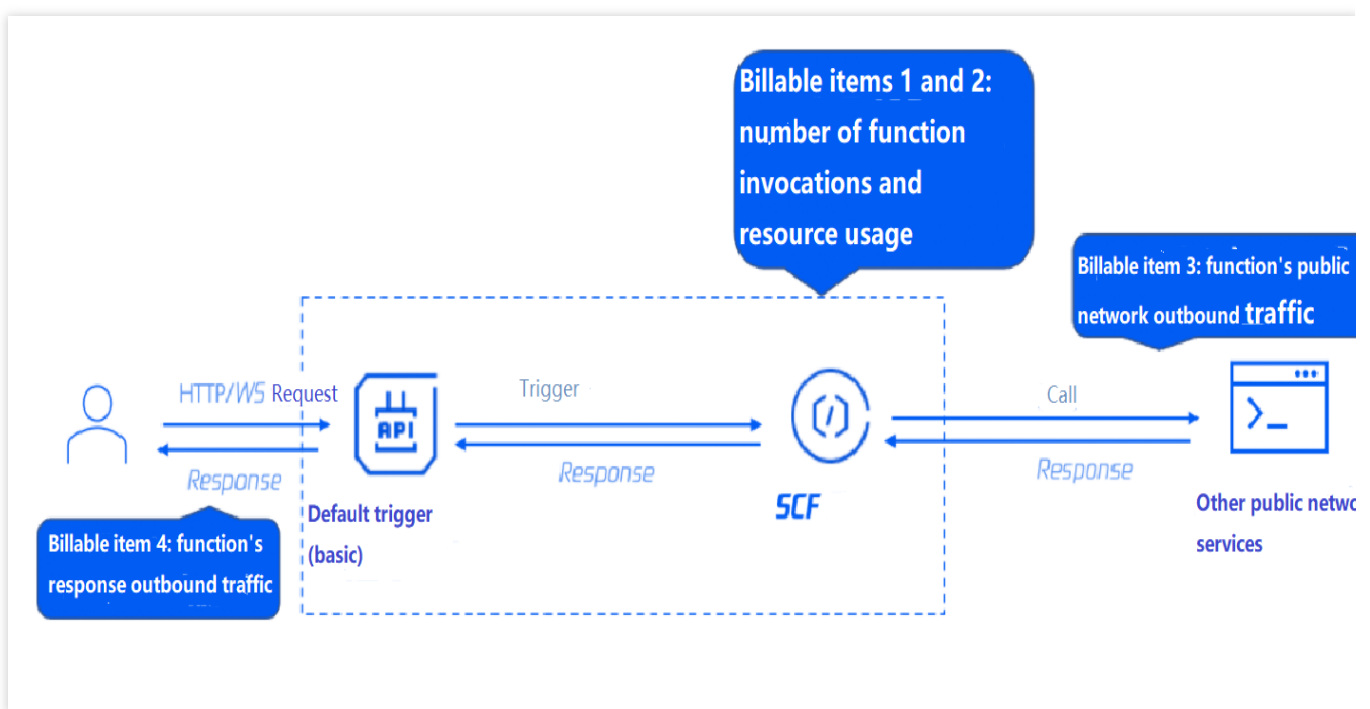 Billable items 1 and 2:
number of function
invocations and
resource usage
Billable item 3: function's public
network outbound traffic
HTTP/WS Request
Trigger
Call
API
Response
Response
Response
SCF
Default trigger
(basic)
Other public netwo
services
Billable item 4: function's
response outbound traffic